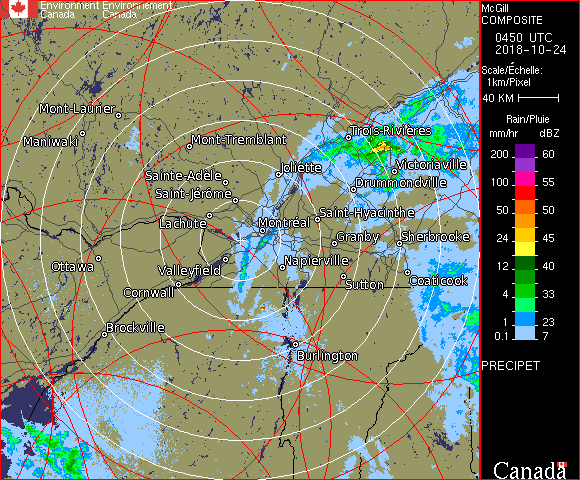 Environment Environnement
Canada Canada
McGill
COMPOSITE
0450 UTC
2018-10-24
Scale/Échelle:
1km/Pixel
40 KM
Rain/Pluie
mm/hr dBZ
200 60
100 55
50 50
24 45
12 40
4 33
1 23
0.1 7
PRECIPET
Canada
Mont-Laurier
Maniwaki
Mont-Tremblant
Trois-Rivières
Joliette
Victoriaville
Sainte-Adèle
Drummondville
Saint-Jérôme
Lachute
Montréal
Saint-Hyacinthe
Granby
Sherbrooke
Ottawa
Valleyfield
Napierville
Cornwall
Sutton
Coaticook
Brockville
Burlington